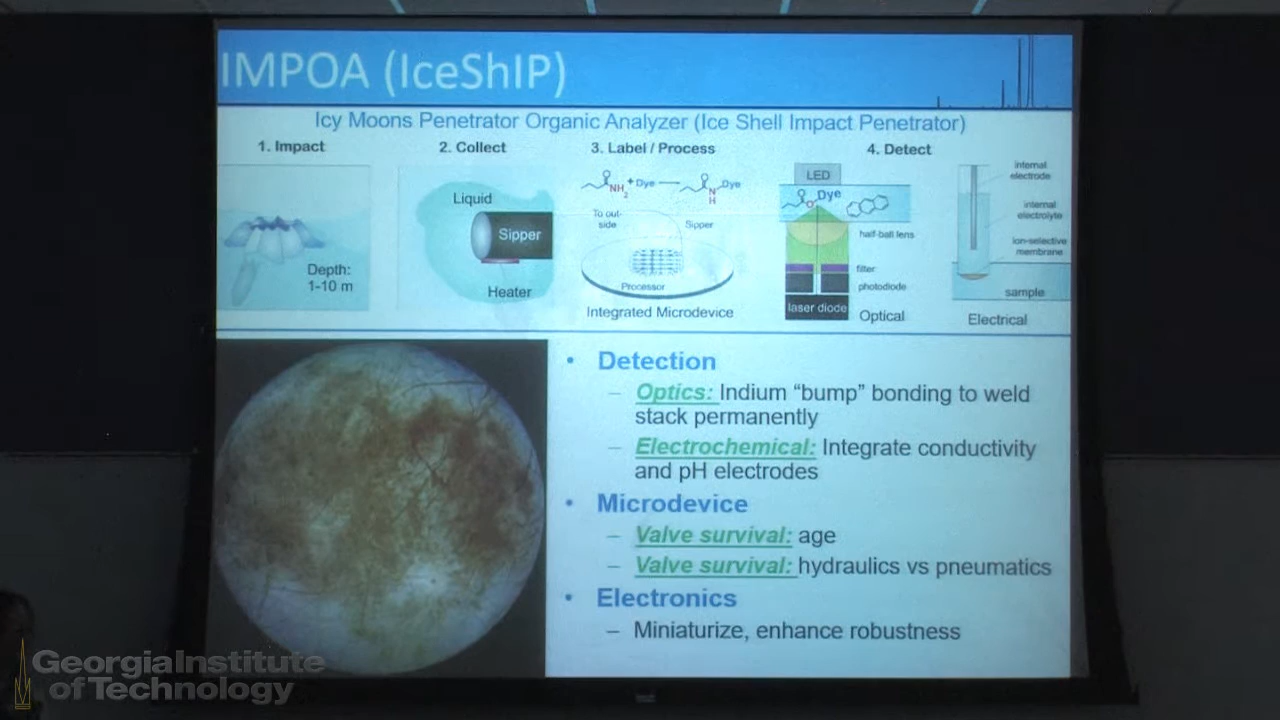 IMPOA (IceShIP)
Icy Moons Penetrator Organic Analyzer (Ice Shell Impact Penetrator)
1. Impact
2. Collect
3. Label / Process
4. Detect
Depth:
1-10 m
Liquid
Sipper
Heater
NH2
+ Dye
N
H
Dye
To out-
side
Sipper
Processor
Integrated Microdevice
LED
O
Dye
half-ball lens
filter
photodiode
laser diode
Optical
internal
electrode
internal
electrolyte
ion-selective
membrane
sample
Electrical
• Detection
– Optics: Indium “bump” bonding to weld
stack permanently
– Electrochemical: Integrate conductivity
and pH electrodes
• Microdevice
– Valve survival: age
– Valve survival: hydraulics vs pneumatics
• Electronics
– Miniaturize, enhance robustness
Georgia Institute
of Technology